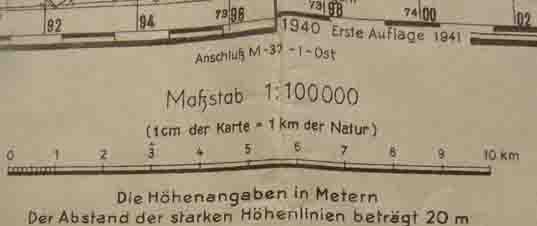 92 94 79 96 73 98 74 00 02
1940 Erste Auflage 1941
Anschluß M-32-1-Ost
Maßstab 1:100000
(1cm der Karte = 1 km der Natur)
0 1 2 3 4 5 6 7 8 9 10 km
Die Höhenangaben in Metern
Der Abstand der starken Höhenlinien beträgt 20 m